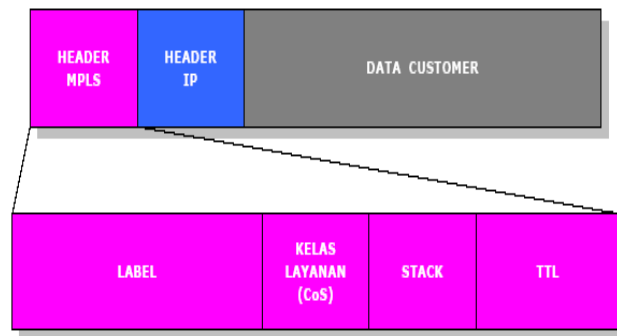 HEADER
MPLS
HEADER
IP
DATA CUSTOMER
LABEL
KELAS
LAYANAN
(CoS)
STACK
TTL